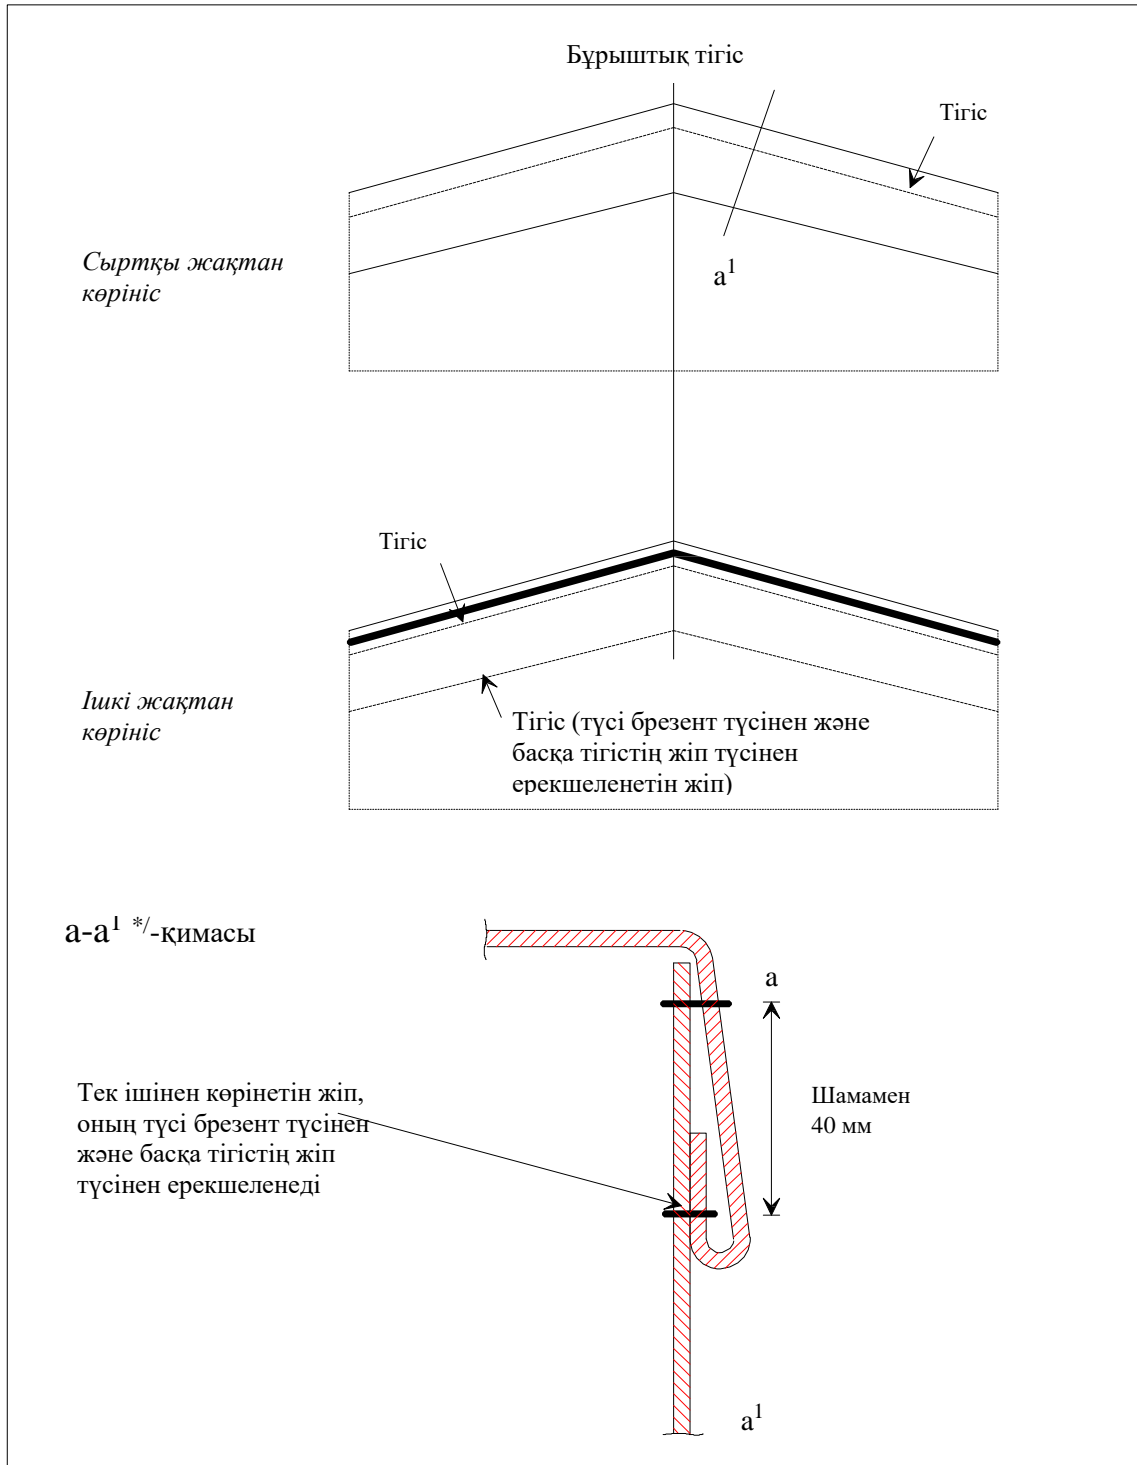 Бұрыштық тігіс
Тігіс
Сыртқы жақтан
көрініс
a¹
Тігіс
Ішкі жақтан
көрініс
Тігіс (түсі брезент түсінен және
басқа тігістің жіп түсінен
ерекшеленетін жіп)
а-а¹ */-қимасы
a
Тек ішінен көрінетін жіп,
оның түсі брезент түсінен
және басқа тігістің жіп
түсінен ерекшеленеді
Шамамен
40 мм
a¹